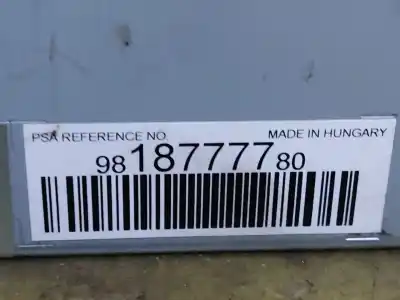 PSA REFERENCE NO.
MADE IN HUNGARY
9818777780